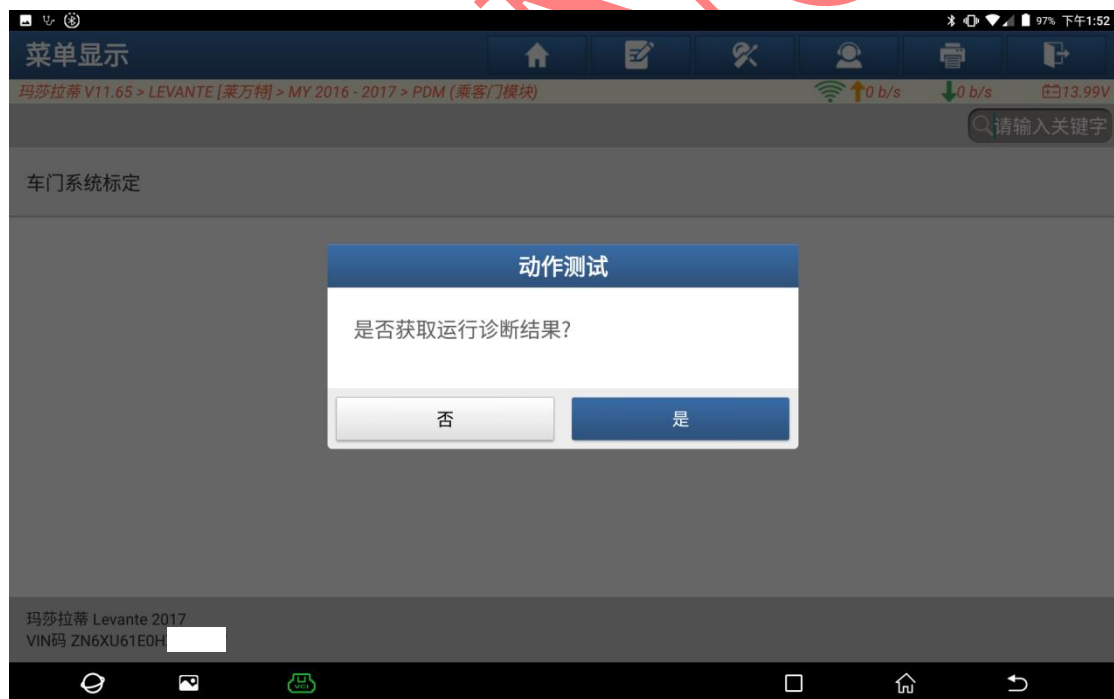 97% 下午1:52
菜单显示
玛莎拉蒂 V11.65 > LEVANTE [莱万特] > MY 2016 - 2017 > PDM (乘客门模块)
0 b/s
0 b/s
13.99V
请输入关键字
车门系统标定
动作测试
是否获取运行诊断结果?
否
是
玛莎拉蒂 Levante 2017
VIN码 ZN6XU61E0H
VCI